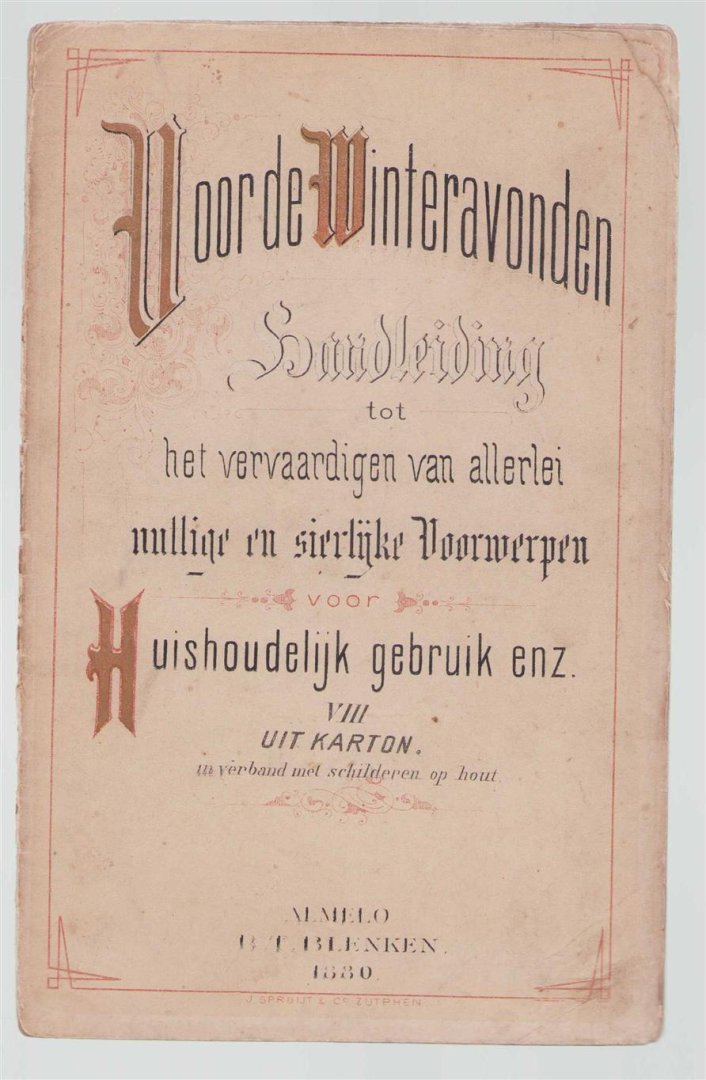 Voor de Winteravonden
Handleiding
tot
het vervaardigen van allerlei
nuttige en sierlijke Voorwerpen
voor
Huishoudelijk gebruik enz.
VIII
UIT KARTON.
in verband met schilderen op hout.
ALMELO
B. T. BLENKEN.
1880.
J. SPRUIJT & Co. ZUTPHEN.